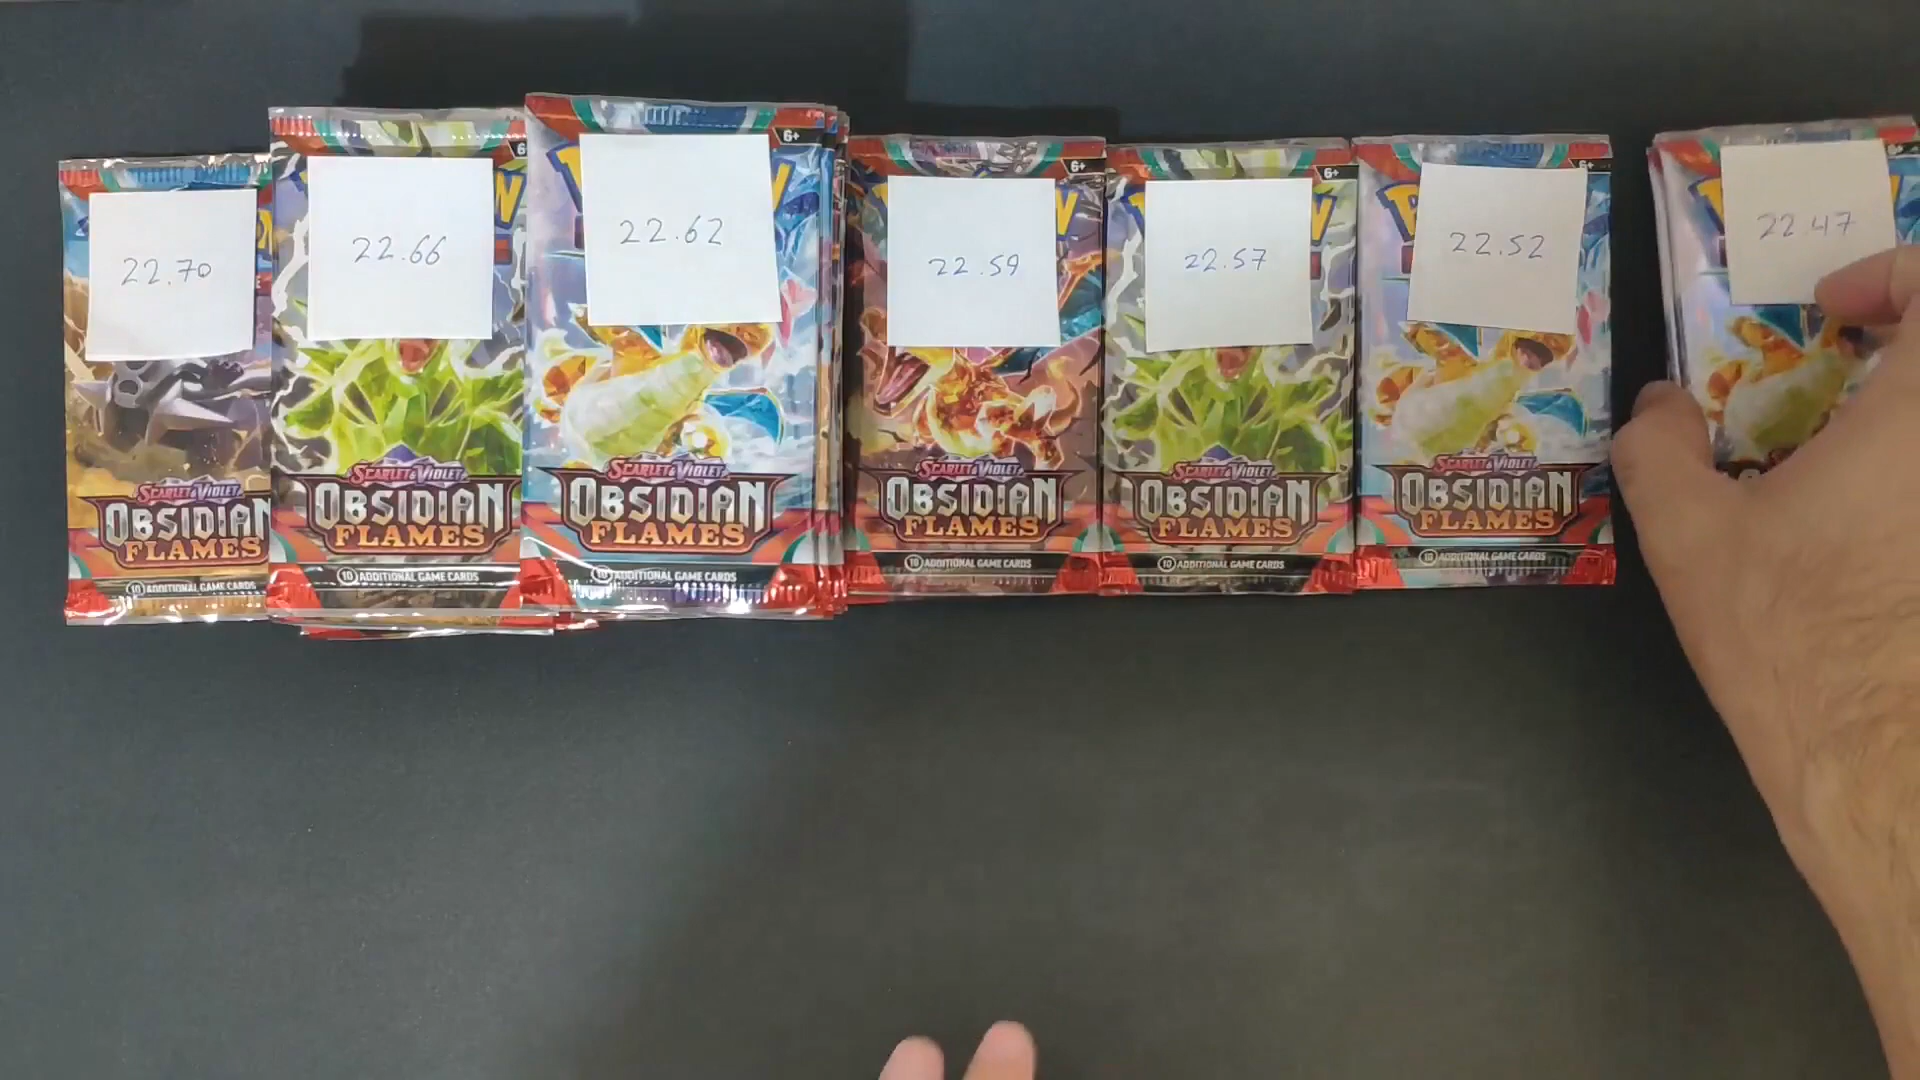 22.70
SCARLET & VIOLET
OBSIDIAN
FLAMES
10 ADDITIONAL GAME CARDS
22.66
SCARLET & VIOLET
OBSIDIAN
FLAMES
10 ADDITIONAL GAME CARDS
6+
22.62
SCARLET & VIOLET
OBSIDIAN
FLAMES
10 ADDITIONAL GAME CARDS
6+
22.59
SCARLET & VIOLET
OBSIDIAN
FLAMES
10 ADDITIONAL GAME CARDS
6+
22.57
SCARLET & VIOLET
OBSIDIAN
FLAMES
10 ADDITIONAL GAME CARDS
6+
22.52
SCARLET & VIOLET
OBSIDIAN
FLAMES
10 ADDITIONAL GAME CARDS
22.47